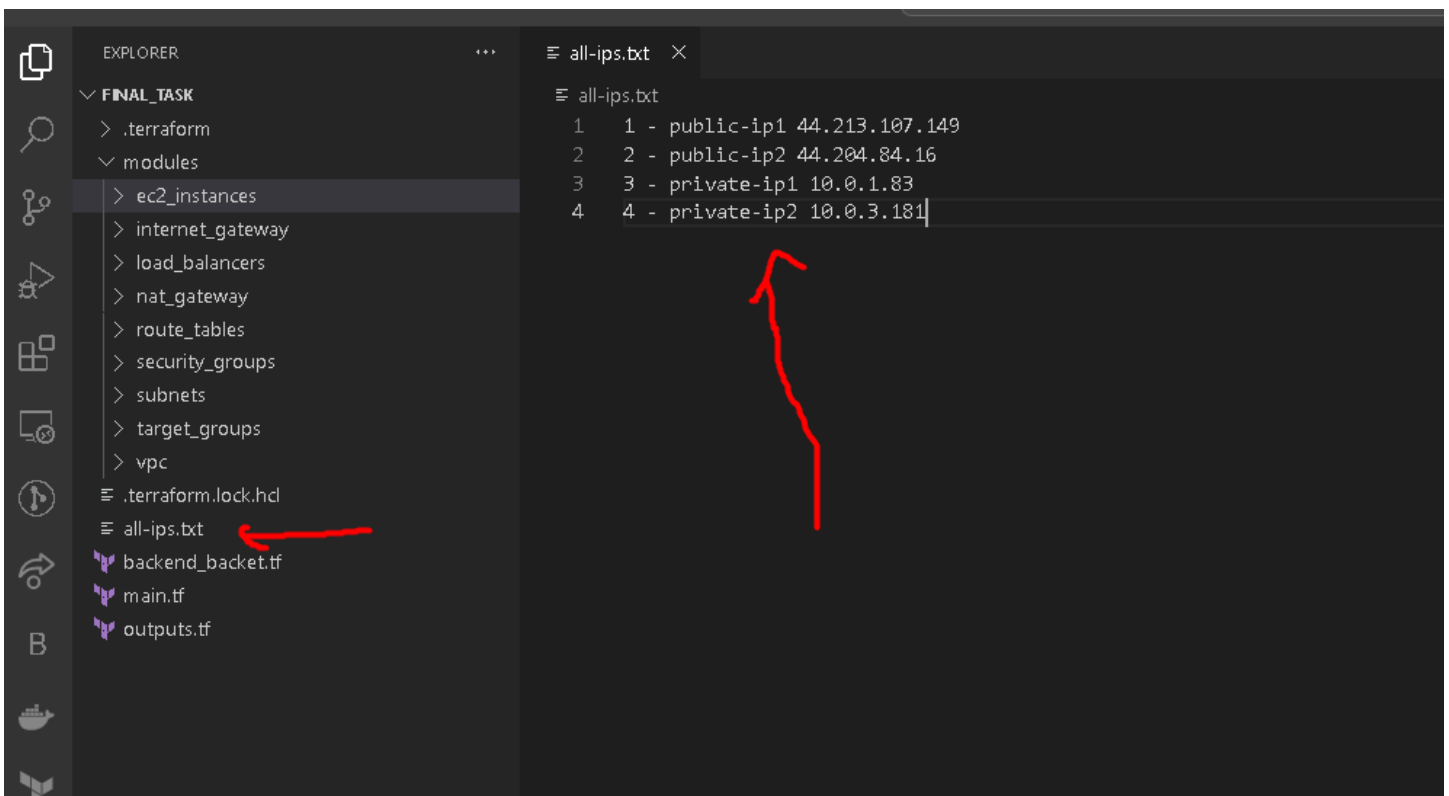 EXPLORER
FINAL_TASK
.terraform
modules
ec2_instances
internet_gateway
load_balancers
nat_gateway
route_tables
security_groups
subnets
target_groups
vpc
.terraform.lock.hcl
all-ips.txt
backend_backet.tf
main.tf
outputs.tf
all-ips.txt
all-ips.txt
1 1 - public-ip1 44.213.107.149
2 2 - public-ip2 44.204.84.16
3 3 - private-ip1 10.0.1.83
4 4 - private-ip2 10.0.3.181
B